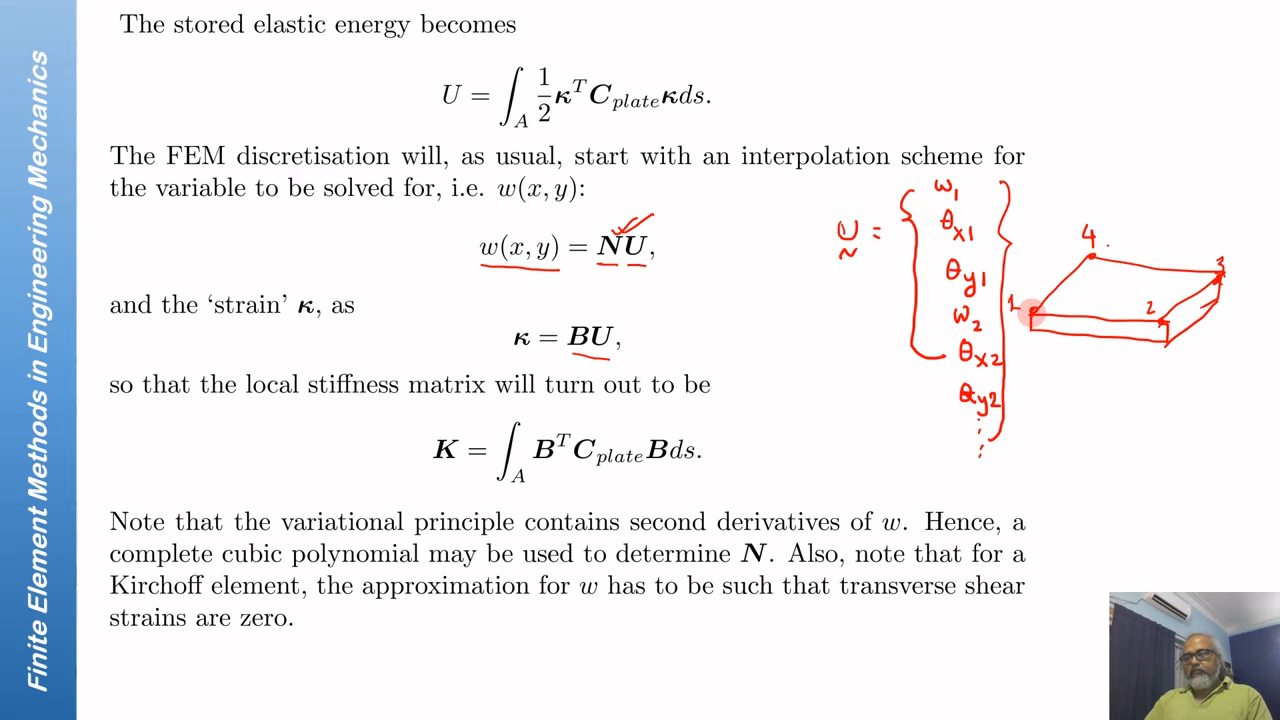 Finite Element Methods in Engineering Mechanics
The stored elastic energy becomes
U = ∫_A 1/2 κ^T C_plate κ ds.
The FEM discretisation will, as usual, start with an interpolation scheme for
the variable to be solved for, i.e. w(x, y):
w(x, y) = NU,
and the ‘strain’ κ, as
κ = BU,
so that the local stiffness matrix will turn out to be
K = ∫_A B^T C_plate B ds.
Note that the variational principle contains second derivatives of w. Hence, a
complete cubic polynomial may be used to determine N. Also, note that for a
Kirchoff element, the approximation for w has to be such that transverse shear
strains are zero.
U =
w1
θx1
θy1
w2
θx2
θy2
⋮
4
3
1
2